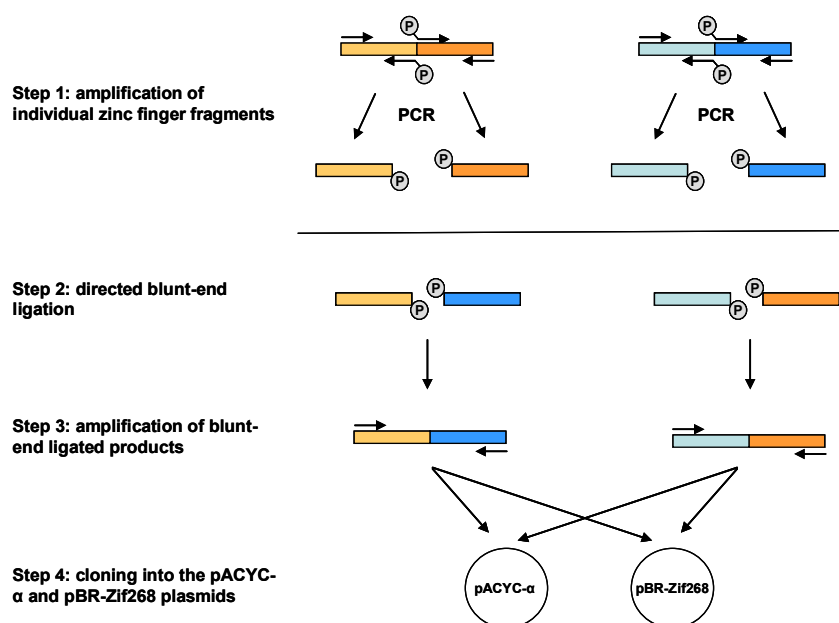 P
P
P
P
Step 1: amplification of
individual zinc finger fragments
PCR
PCR
P
P
P
P
Step 2: directed blunt-end
ligation
P
P
P
P
Step 3: amplification of blunt-
end ligated products
Step 4: cloning into the pACYC-
α and pBR-Zif268 plasmids
pACYC-α
pBR-Zif268